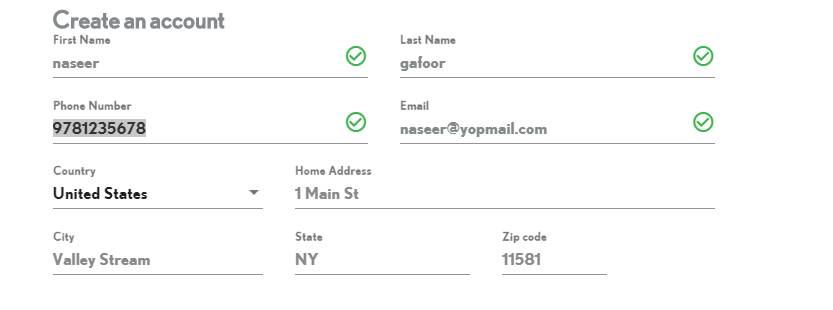 Create an account
First Name
Last Name
naseer
gafoor
Phone Number
Email
9781235678
naseer@yopmail.com
Country
Home Address
United States
1 Main St
City
State
Zip code
Valley Stream
NY
11581